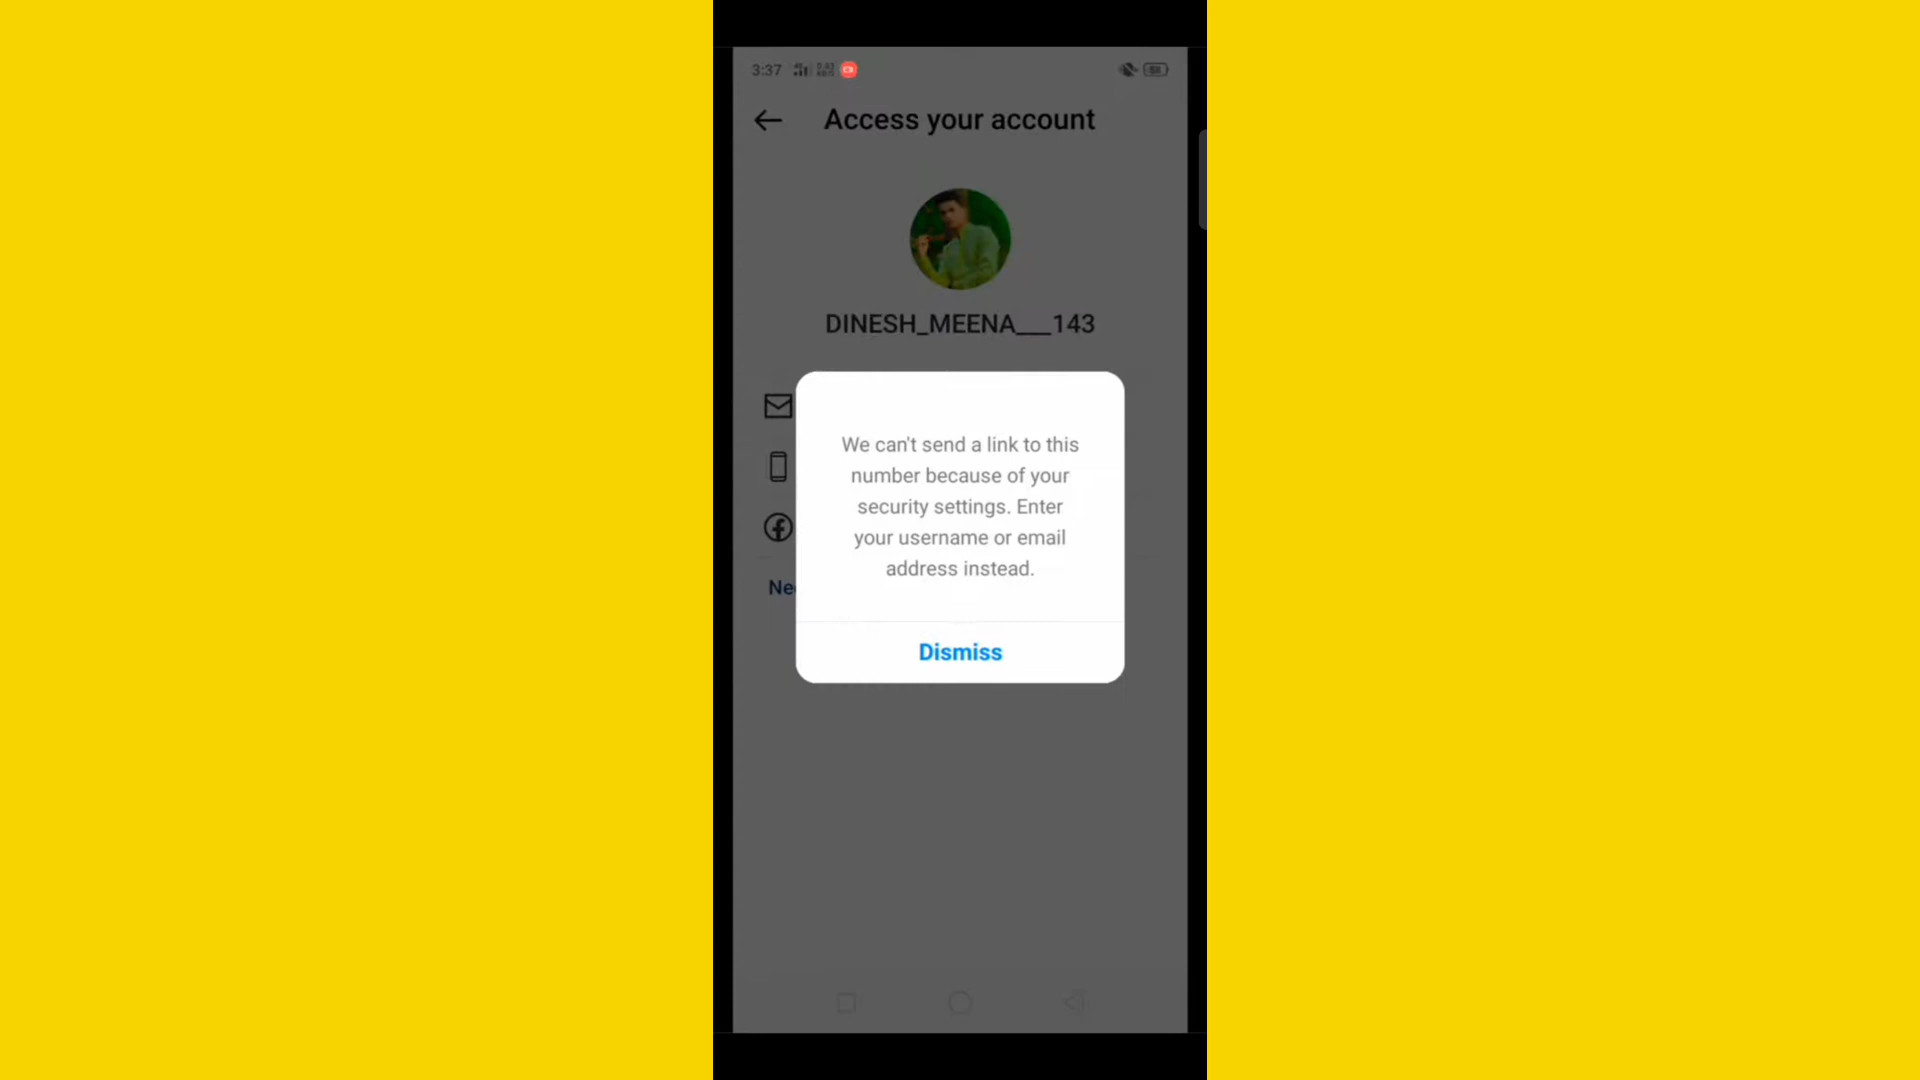 3:37
Access your account
DINESH_MEENA___143
We can't send a link to this
number because of your
security settings. Enter
your username or email
address instead.
Dismiss